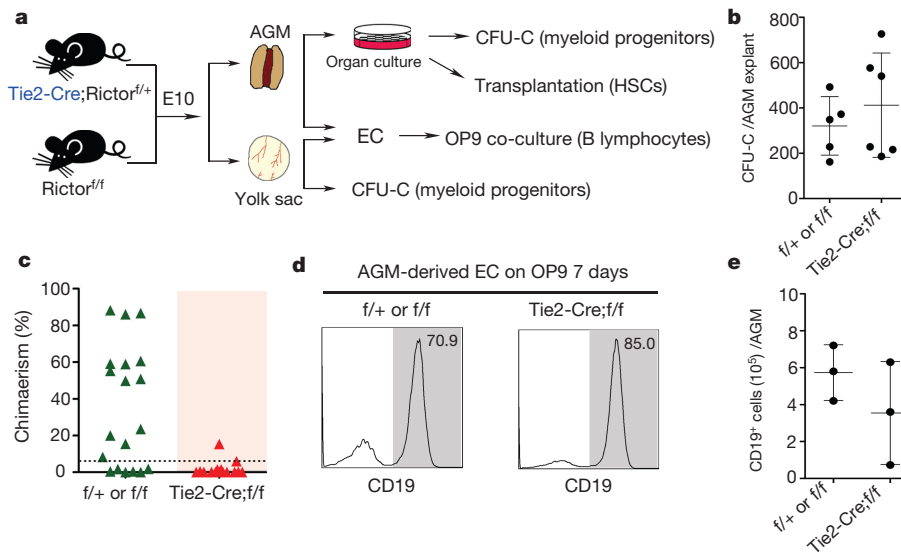 a
AGM
Tie2-Cre;Rictor^f/+
E10
Rictor^f/f
Yolk sac
Organ culture
CFU-C (myeloid progenitors)
Transplantation (HSCs)
EC
OP9 co-culture (B lymphocytes)
CFU-C (myeloid progenitors)
b
CFU-C /AGM explant
800
600
400
200
0
f/+ or f/f
Tie2-Cre;f/f
c
Chimaerism (%)
100
80
60
40
20
0
f/+ or f/f
Tie2-Cre;f/f
d
AGM-derived EC on OP9 7 days
f/+ or f/f
Tie2-Cre;f/f
70.9
85.0
CD19
CD19
e
CD19⁺ cells (10⁵) /AGM
10
8
6
4
2
0
f/+ or f/f
Tie2-Cre;f/f